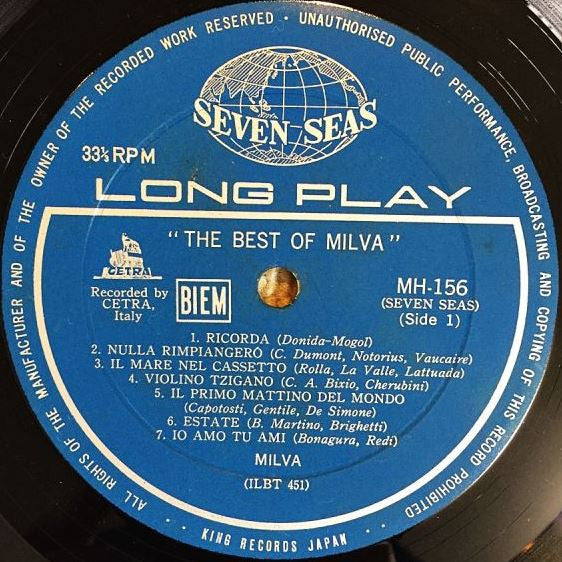 ALL RIGHTS OF THE MANUFACTURER AND OF THE OWNER OF THE RECORDED WORK RESERVED • UNAUTHORISED PUBLIC PERFORMANCE, BROADCASTING AND COPYING OF THIS RECORD PROHIBITED
SEVEN SEAS
33⅓ RPM
LONG PLAY
"THE BEST OF MILVA"
CETRA
Recorded by
CETRA,
Italy
BIEM
MH-156
(SEVEN SEAS)
(Side 1)
1. RICORDA (Donida-Mogol)
2. NULLA RIMPIANGERÒ (C. Dumont, Notorius, Vaucaire)
3. IL MARE NEL CASSETTO (Rolla, La Valle, Lattuada)
4. VIOLINO TZIGANO (C. A. Bixio, Cherubini)
5. IL PRIMO MATTINO DEL MONDO
(Capotosti, Gentile, De Simone)
6. ESTATE (B. Martino, Brighetti)
7. IO AMO TU AMI (Bonagura, Redi)
MILVA
(ILBT 451)
KING RECORDS JAPAN